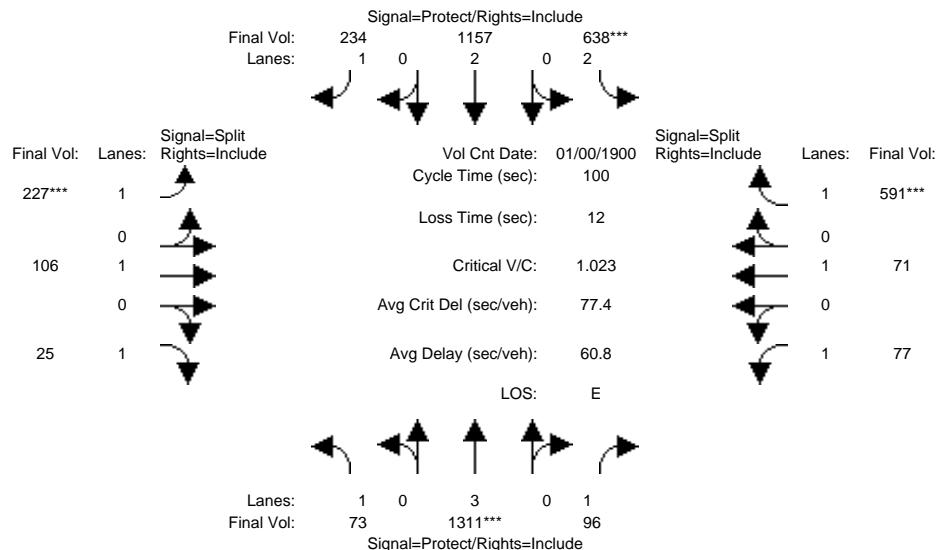 Signal=Protect/Rights=Include
Final Vol: 234 1157 638***
Lanes: 1 0 2 0 2
Signal=Split
Final Vol: Lanes: Rights=Include
Vol Cnt Date: 01/00/1900
Signal=Split
Rights=Include Lanes: Final Vol:
Cycle Time (sec): 100
227*** 1
1 591***
Loss Time (sec): 12
0
0
106 1
Critical V/C: 1.023
1 71
0
Avg Crit Del (sec/veh): 77.4
0
25 1
Avg Delay (sec/veh): 60.8
1 77
LOS: E
Lanes: 1 0 3 0 1
Final Vol: 73 1311*** 96
Signal=Protect/Rights=Include